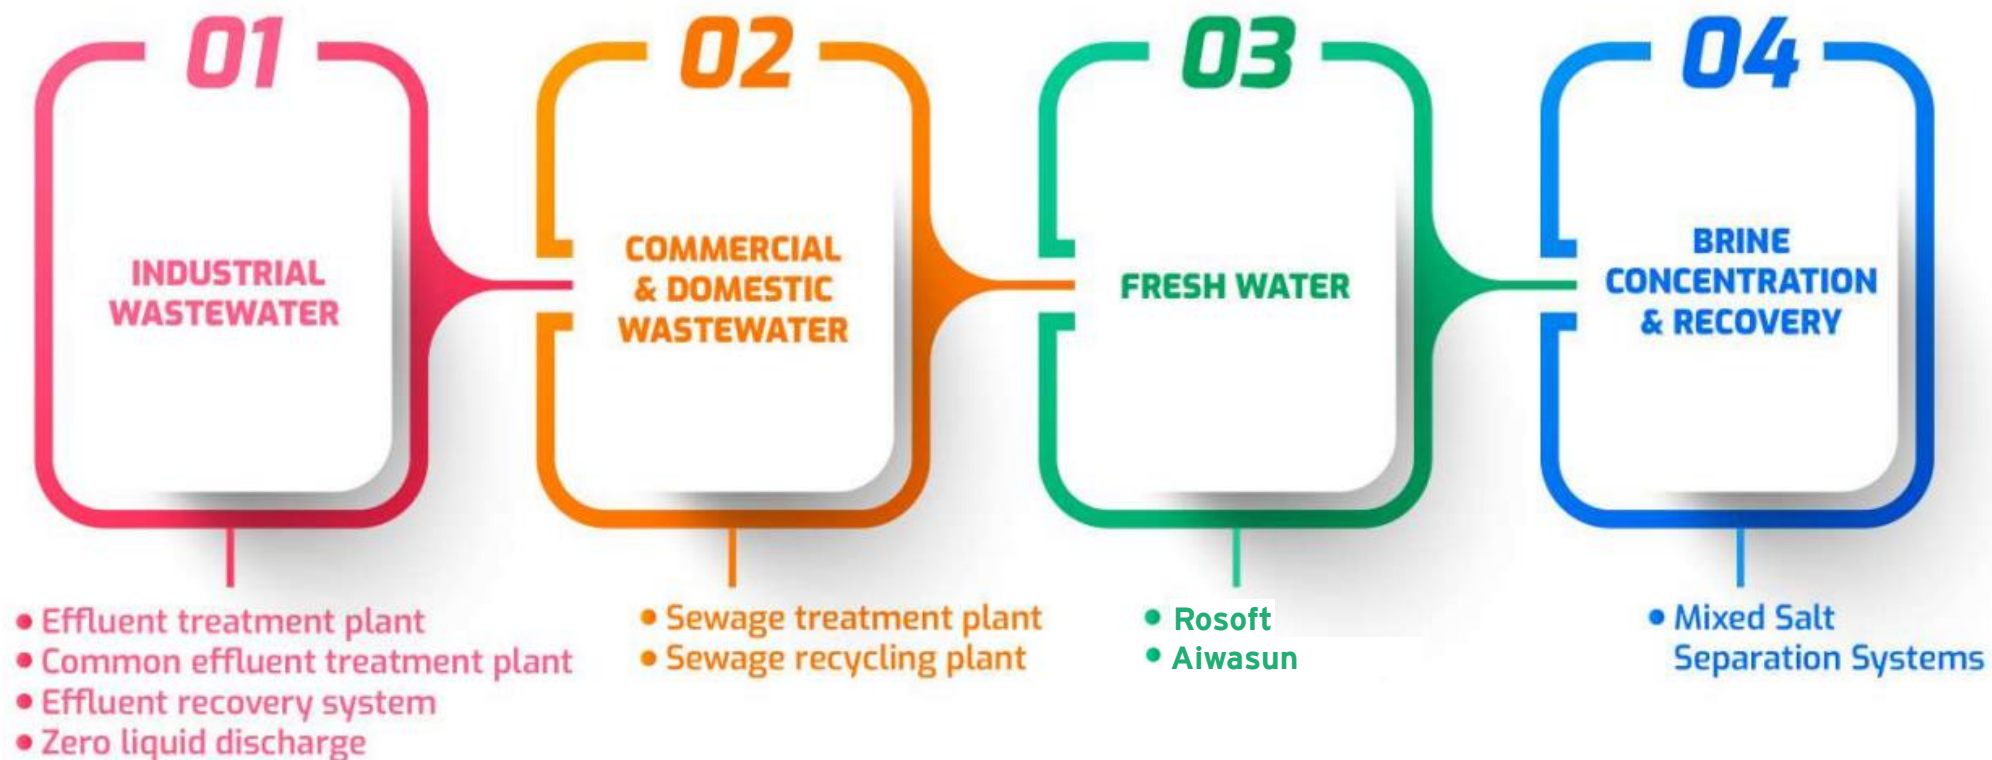 01
INDUSTRIAL
WASTEWATER
• Effluent treatment plant
• Common effluent treatment plant
• Effluent recovery system
• Zero liquid discharge
02
COMMERCIAL
& DOMESTIC
WASTEWATER
• Sewage treatment plant
• Sewage recycling plant
03
FRESH WATER
• Rosoft
• Aiwasun
04
BRINE
CONCENTRATION
& RECOVERY
• Mixed Salt
Separation Systems